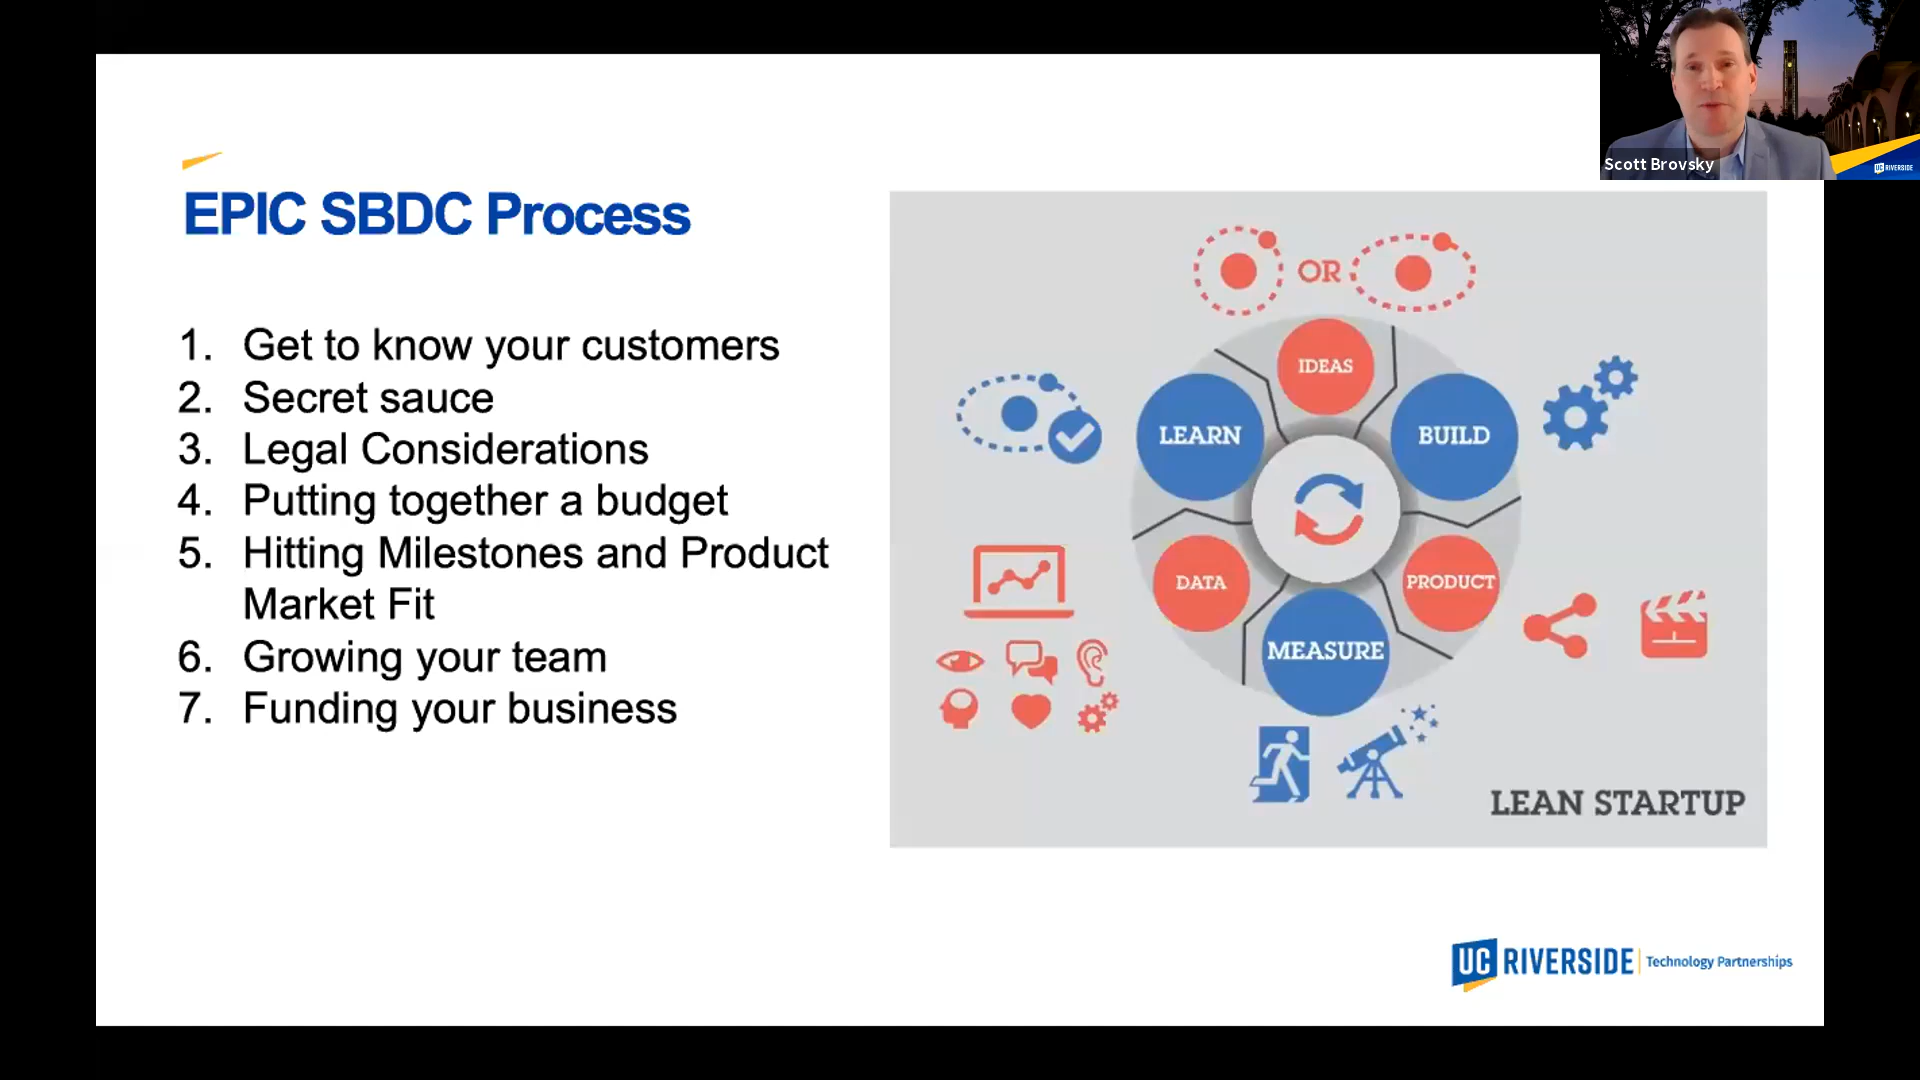 Scott Brovsky
UC RIVERSIDE
EPIC SBDC Process
1. Get to know your customers
2. Secret sauce
3. Legal Considerations
4. Putting together a budget
5. Hitting Milestones and Product
Market Fit
6. Growing your team
7. Funding your business
OR
IDEAS
LEARN
BUILD
DATA
PRODUCT
MEASURE
LEAN STARTUP
UC RIVERSIDE Technology Partnerships